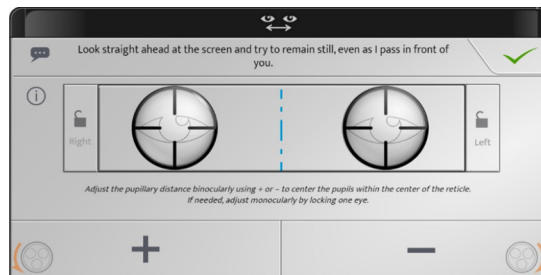 Look straight ahead at the screen and try to remain still, even as I pass in front of
you.
Right
Left
Adjust the pupillary distance binocularly using + or – to center the pupils within the center of the reticle.
If needed, adjust monocularly by locking one eye.